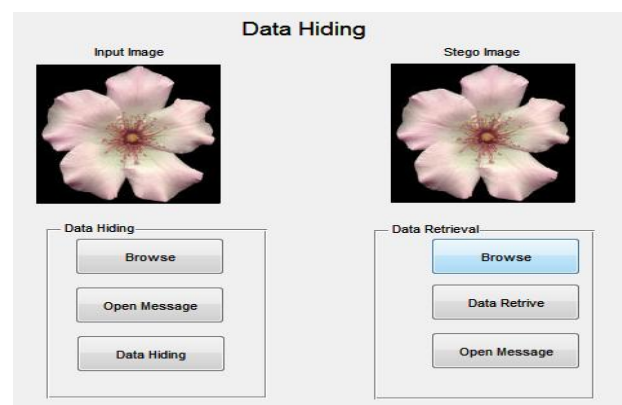 Data Hiding
Input Image
Stego Image
Data Hiding
Browse
Open Message
Data Hiding
Data Retrieval
Browse
Data Retrive
Open Message